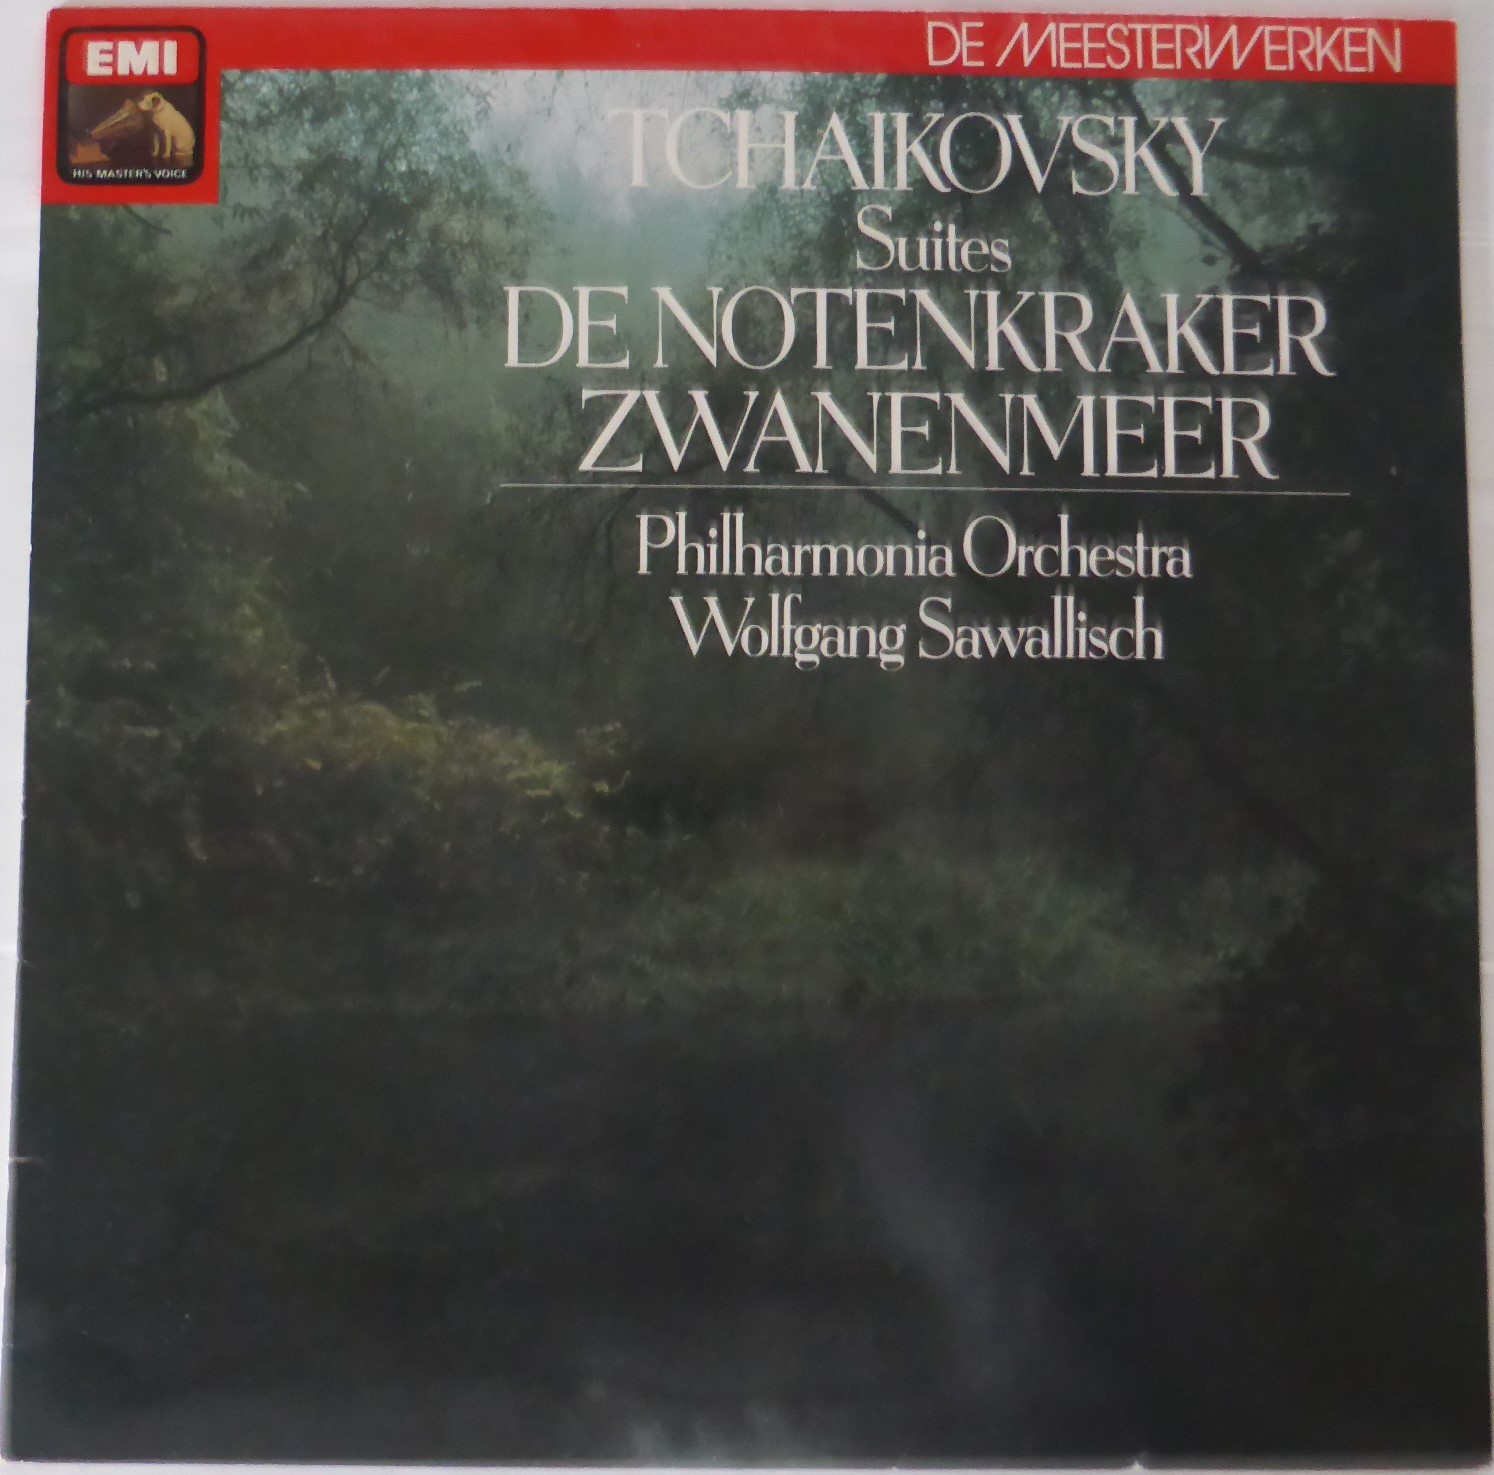 EMI
HIS MASTER'S VOICE
DE MEESTERWERKEN
TCHAIKOVSKY
Suites
DE NOTENKRAKER
ZWANENMEER
Philharmonia Orchestra
Wolfgang Sawallisch